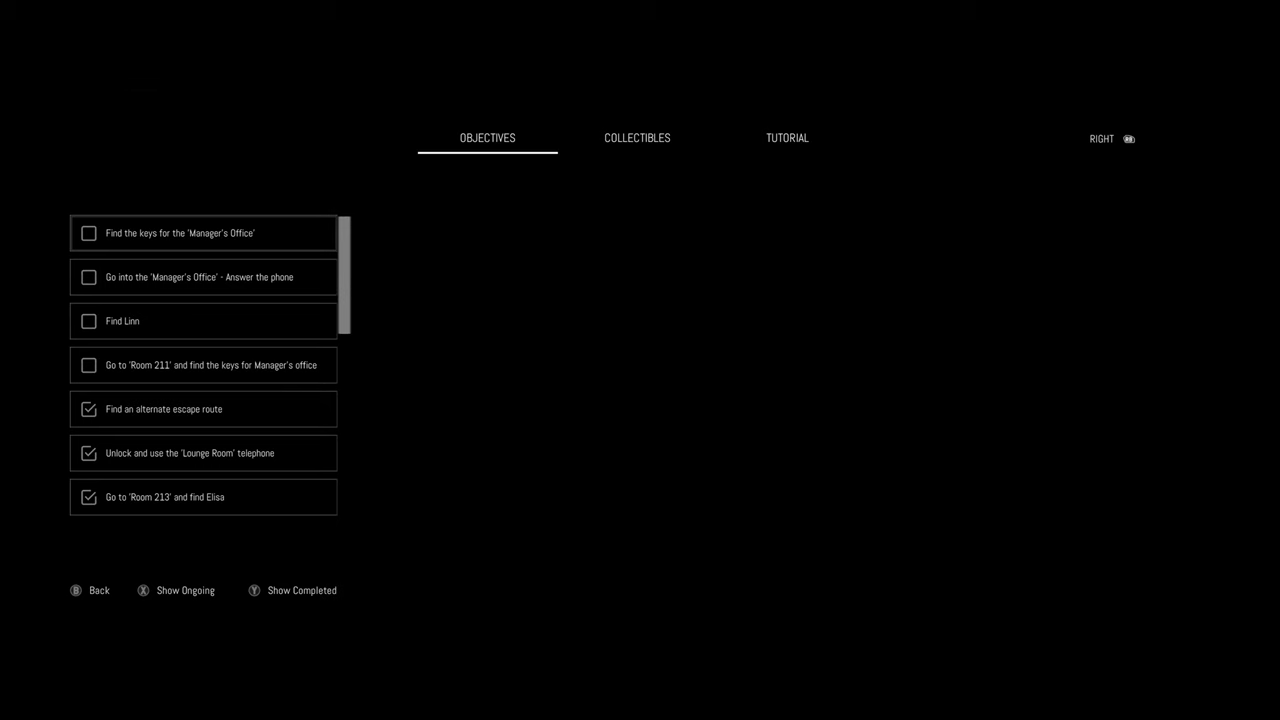 OBJECTIVES COLLECTIBLES TUTORIAL RIGHT
Find the keys for the 'Manager's Office'
Go into the 'Manager's Office' - Answer the phone
Find Linn
Go to 'Room 211' and find the keys for Manager's office
Find an alternate escape route
Unlock and use the 'Lounge Room' telephone
Go to 'Room 213' and find Elisa
B Back X Show Ongoing Y Show Completed